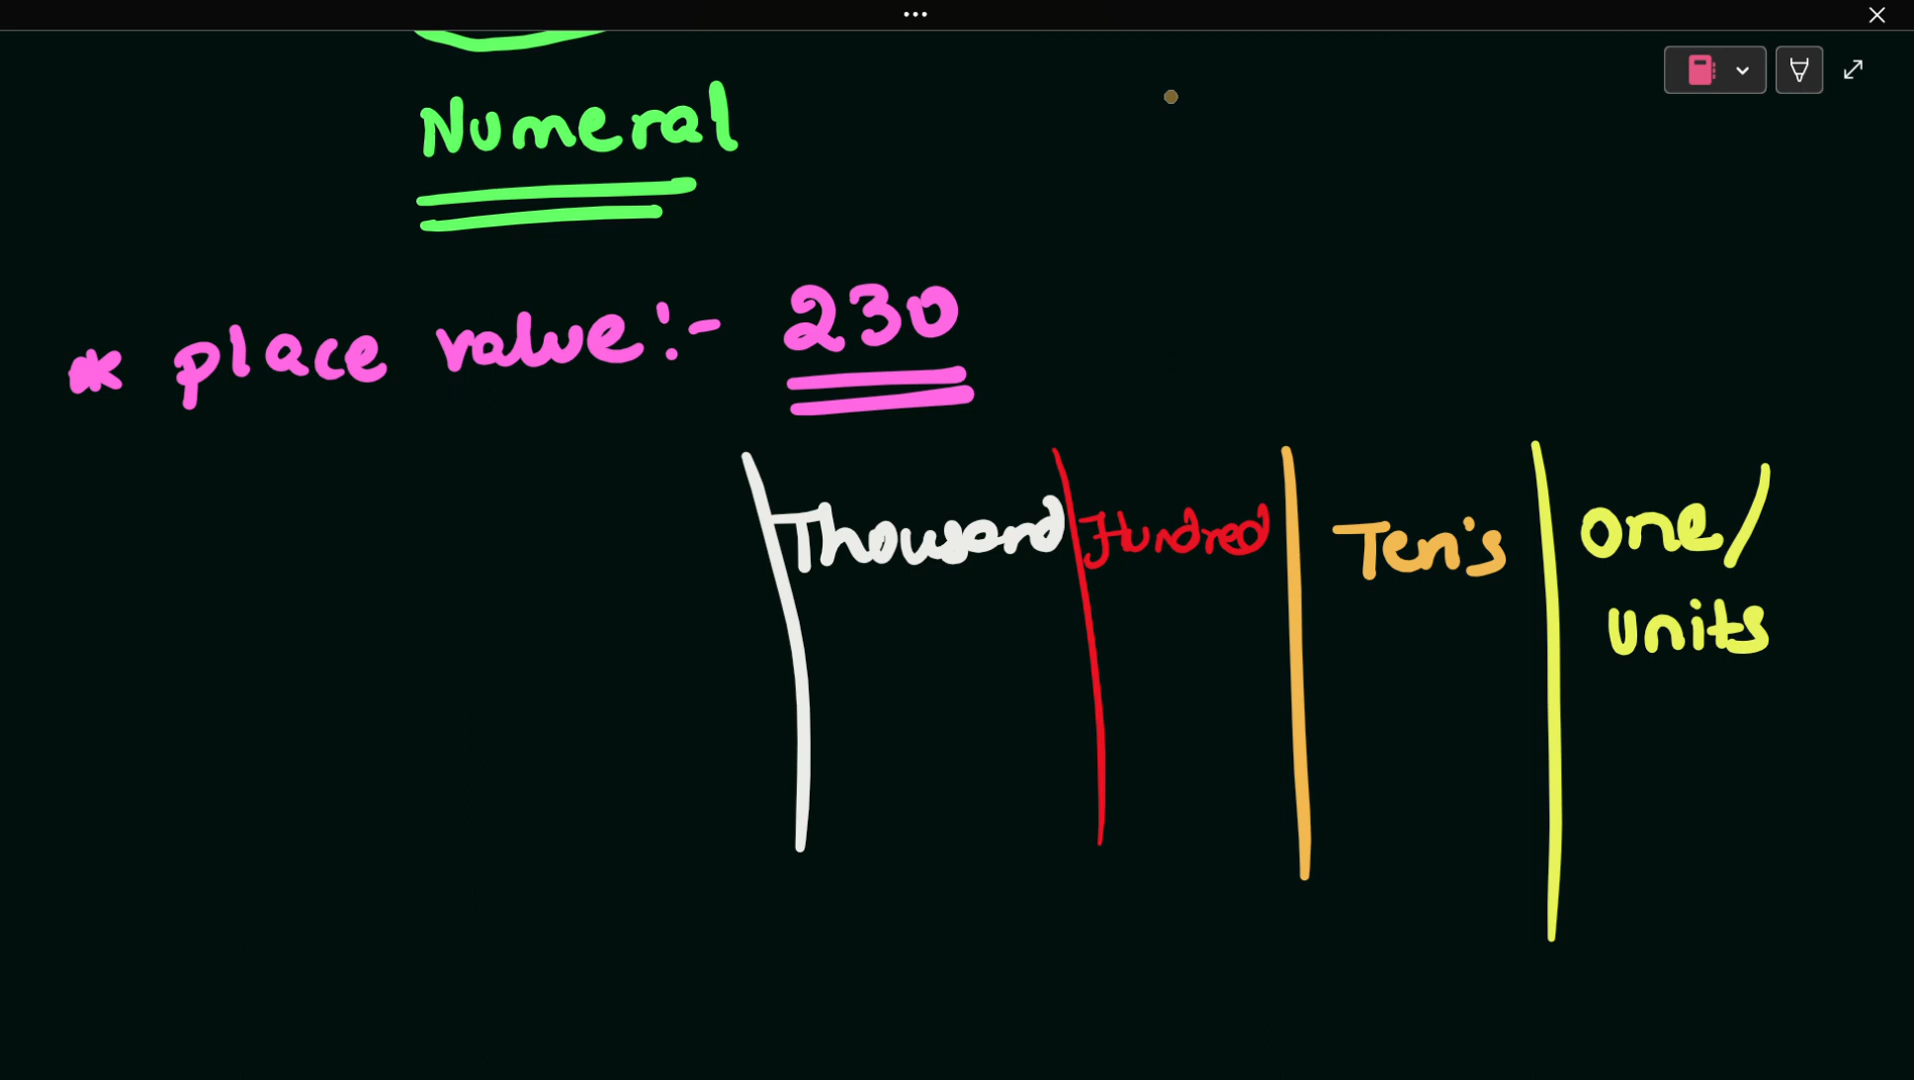 Numeral
* place value:- 230
Thousand Hundred Ten's one/
units